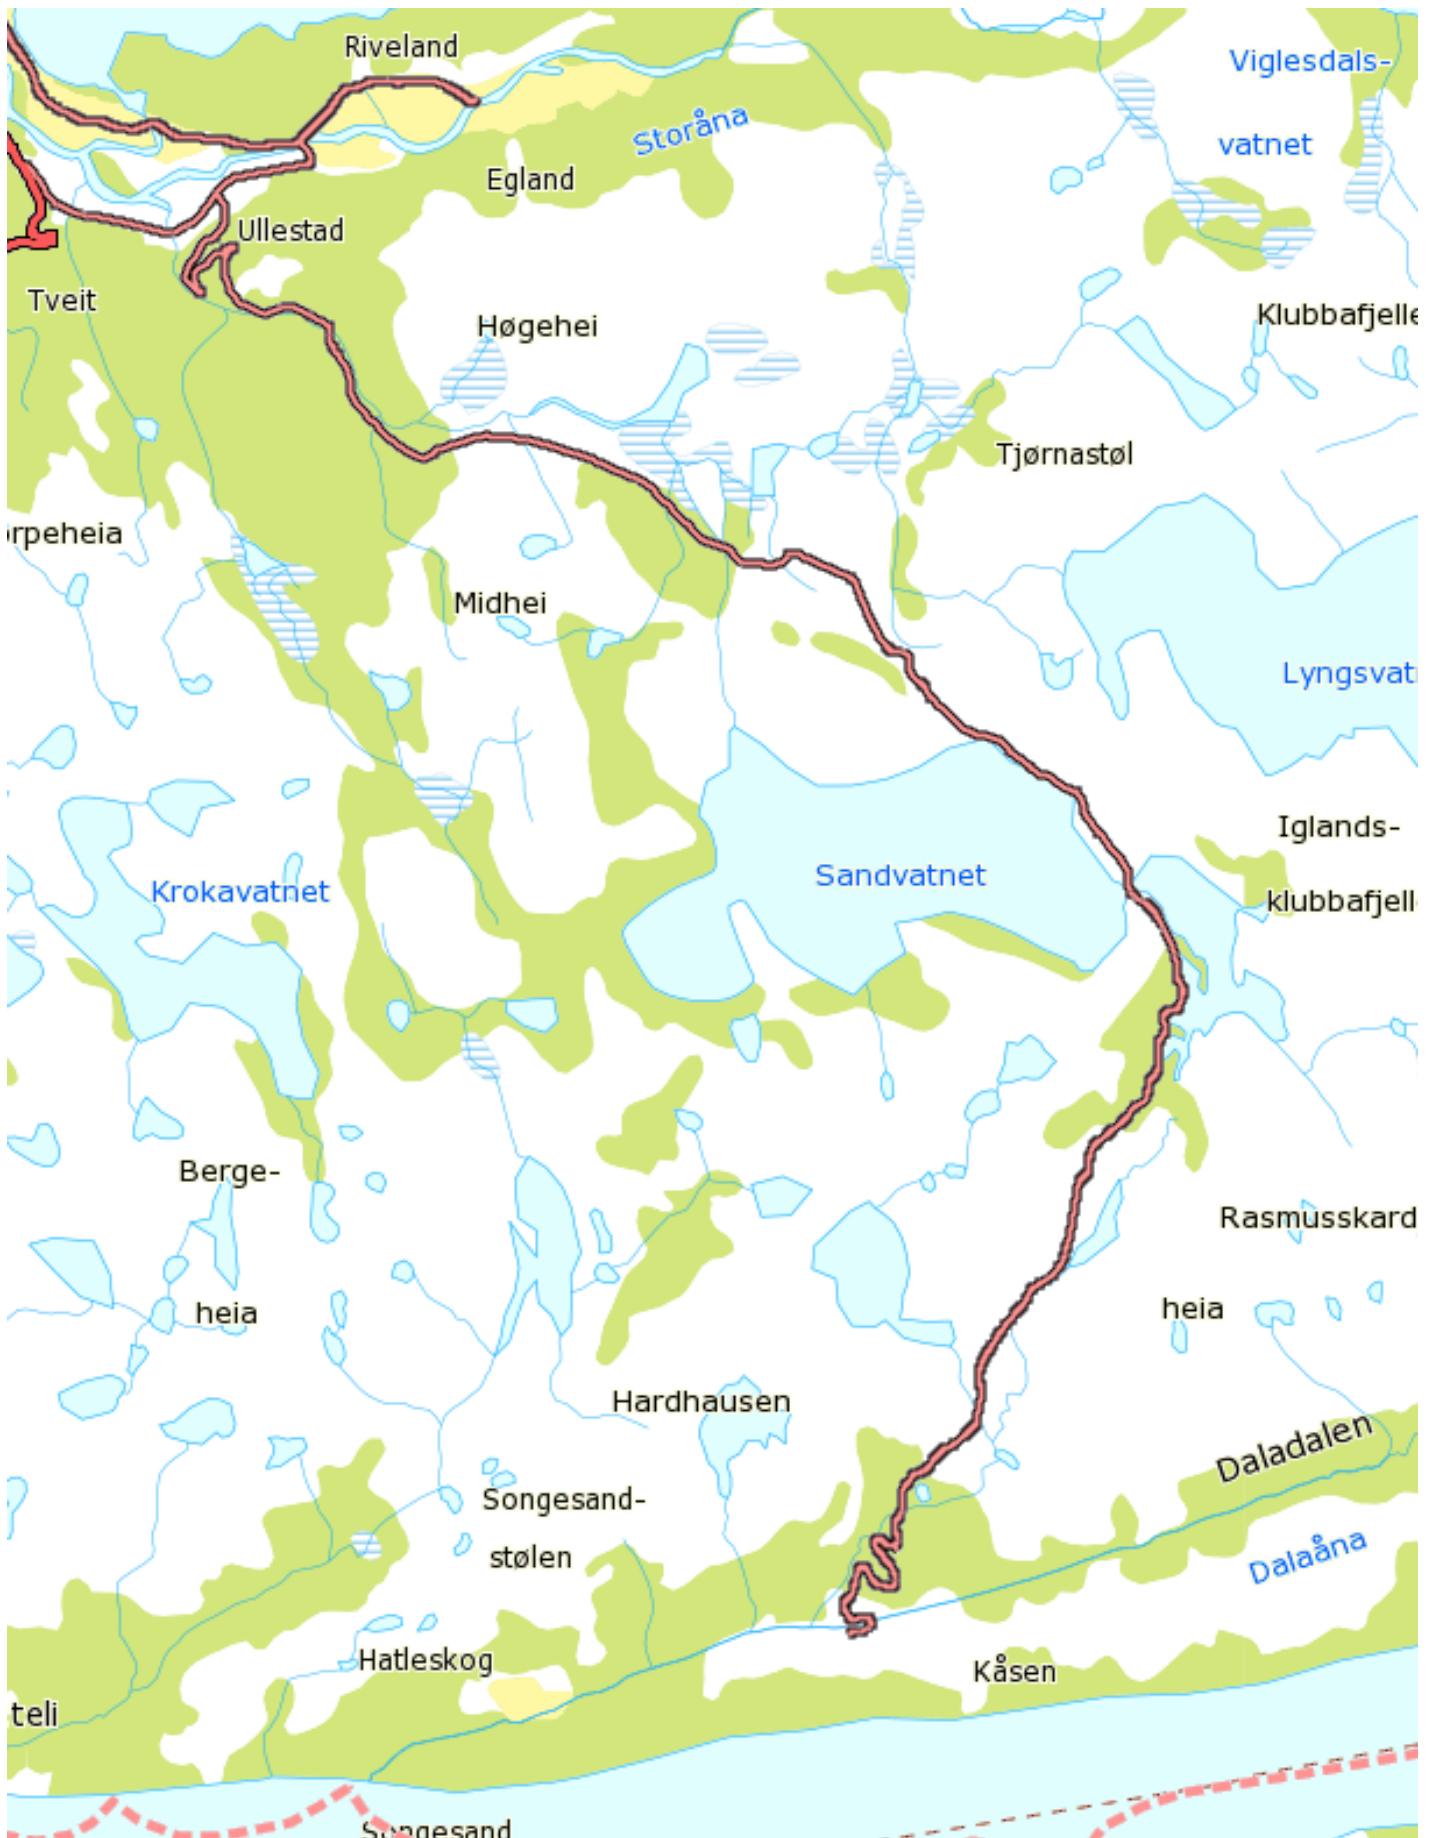 Riveland
Viglesdals-
Storåna
vatnet
Egland
Ullestad
Tveit
Klubbafjelle
Høgehei
Tjørnastøl
rpeheia
Midhei
Lyngsvat
Iglands-
Sandvatnet
Krokavatnet
klubbafjell
Berge-
Rasmusskard
heia
heia
Hardhausen
Daladalen
Songesand-
stølen
Dalaåna
Hatleskog
Kåsen
teli
Songesand